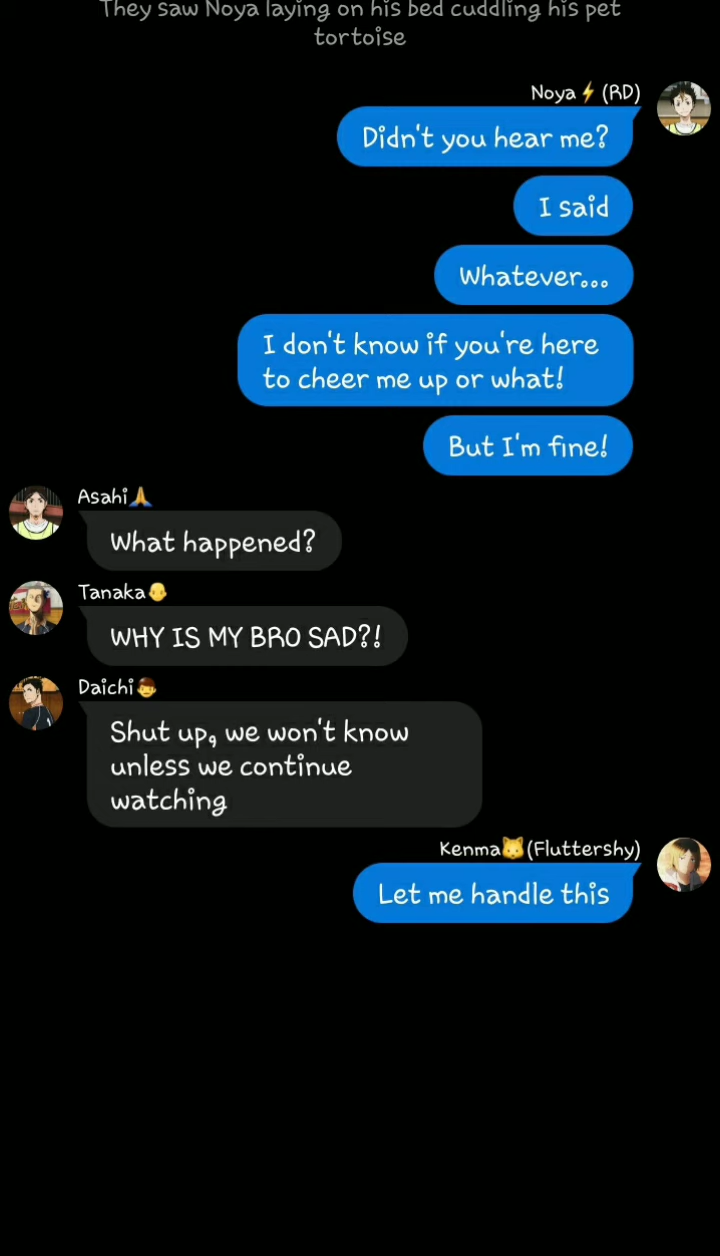 They saw Noya laying on his bed cuddling his pet
tortoise
Noya⚡(RD)
Didn't you hear me?
I said
Whatever...
I don't know if you're here
to cheer me up or what!
But I'm fine!
Asahi🙏
What happened?
Tanaka👨‍🦲
WHY IS MY BRO SAD?!
Daichi👦
Shut up, we won't know
unless we continue
watching
Kenma🐱(Fluttershy)
Let me handle this